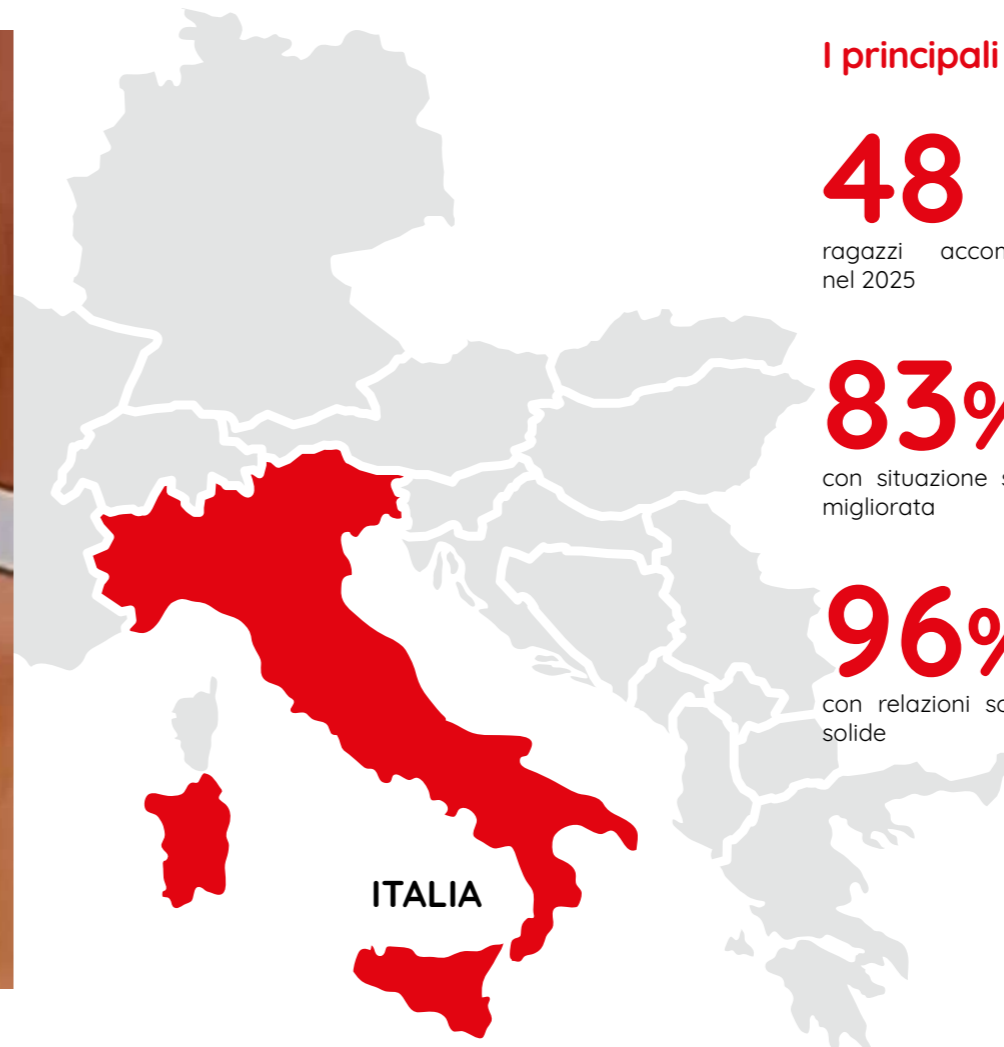 I principali
48
ragazzi
nel 2025
83%
con situazione
migliorata
96%
con relazioni
solide
ITALIA